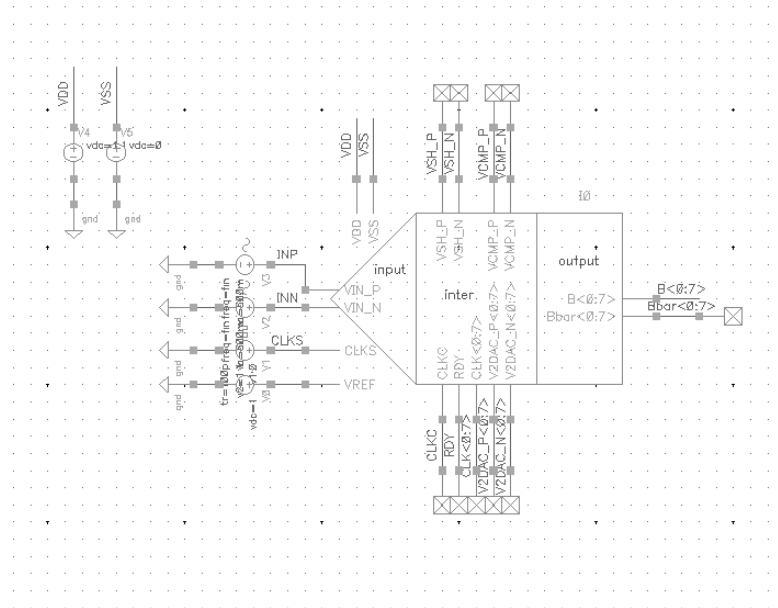 VDD
VSS
V4
V5
vdc=1.1
vdc=0
gnd
gnd
VDD
VSS
VSH_P
VSH_N
VCMP_P
VCMP_N
I0
VDD
VSS
VSH_P
VSH_N
VCMP_P
VCMP_N
input
inter
output
INP
INN
CLKS
VIN_P
VIN_N
CLKS
VREF
V3
V2
V1
V0
gnd
gnd
gnd
gnd
vdc=1
B<0:7>
Bbar<0:7>
B<0:7>
Bbar<0:7>
CLKC
RDY
CLK<0:7>
V2DAC_P<0:7>
V2DAC_N<0:7>
CLKC
RDY
CLK<0:7>
V2DAC_P<0:7>
V2DAC_N<0:7>